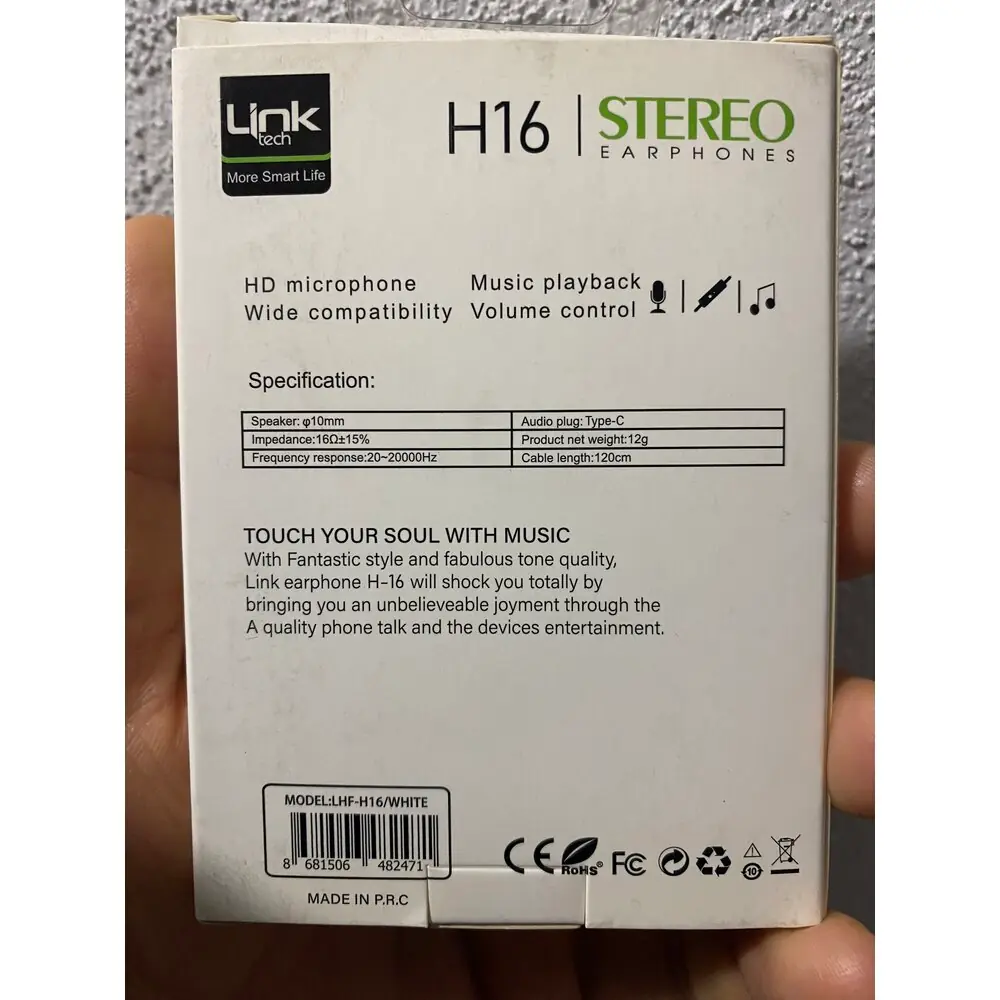 Link
tech
More Smart Life
H16
STEREO
EARPHONES
HD microphone
Wide compatibility
Music playback
Volume control
Specification:
Speaker: φ10mm
Audio plug: Type-C
Impedance:16Ω±15%
Product net weight:12g
Frequency response:20~20000Hz
Cable length:120cm
TOUCH YOUR SOUL WITH MUSIC
With Fantastic style and fabulous tone quality,
Link earphone H-16 will shock you totally by
bringing you an unbelieveable joyment through the
A quality phone talk and the devices entertainment.
MODEL:LHF-H16/WHITE
8 681506 482471
MADE IN P.R.C
CE
RoHS®
FC
10